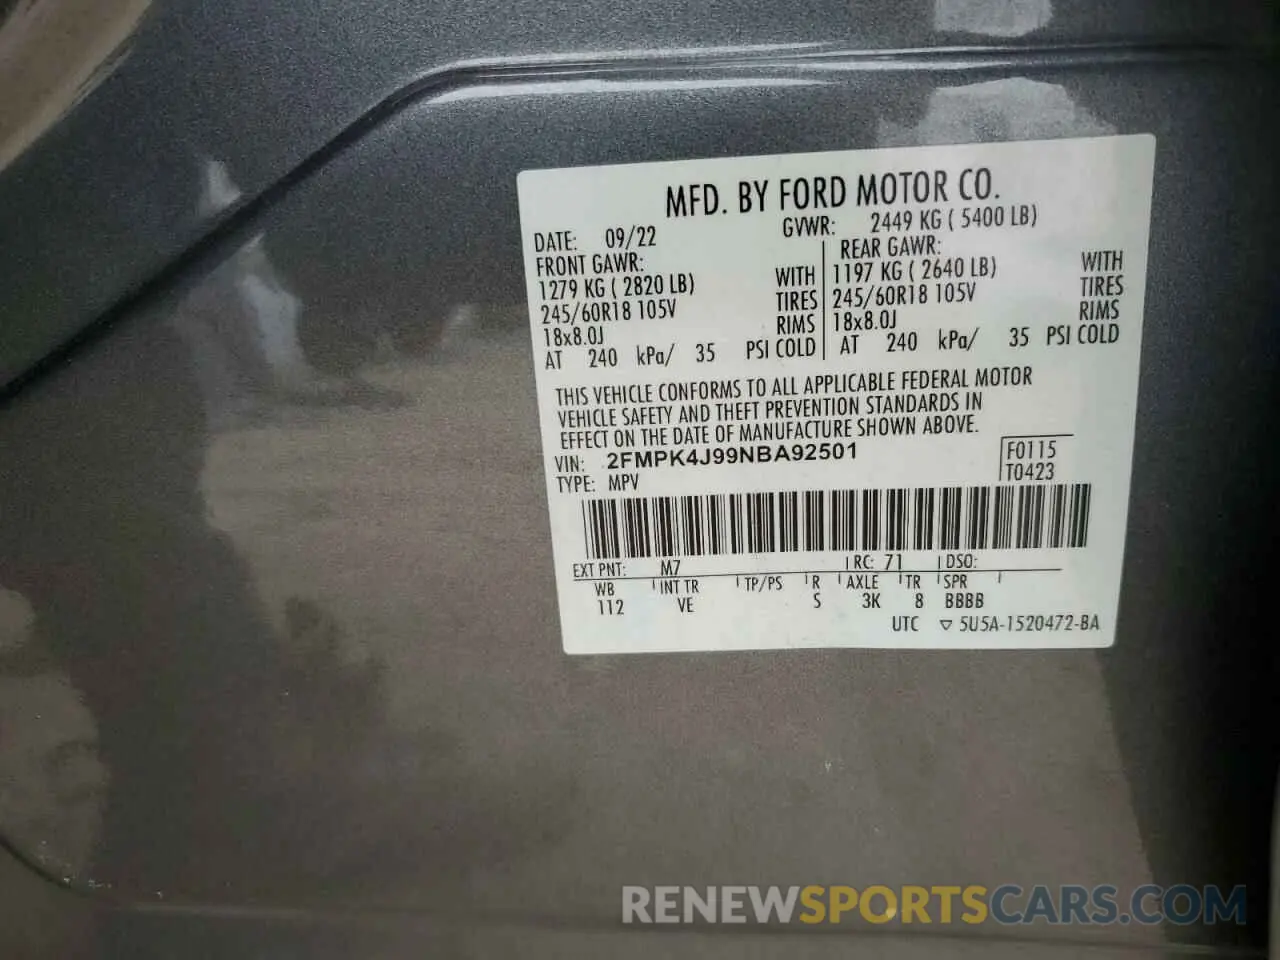 MFD. BY FORD MOTOR CO.
DATE: 09/22 GVWR: 2449 KG ( 5400 LB)
FRONT GAWR: REAR GAWR:
1279 KG ( 2820 LB) WITH 1197 KG ( 2640 LB) WITH
245/60R18 105V TIRES 245/60R18 105V TIRES
18x8.0J RIMS 18x8.0J RIMS
AT 240 kPa/ 35 PSI COLD AT 240 kPa/ 35 PSI COLD
THIS VEHICLE CONFORMS TO ALL APPLICABLE FEDERAL MOTOR
VEHICLE SAFETY AND THEFT PREVENTION STANDARDS IN
EFFECT ON THE DATE OF MANUFACTURE SHOWN ABOVE.
VIN: 2FMPK4J99NBA92501 F0115
TYPE: MPV T0423
EXT PNT: M7 RC: 71 DSO:
WB INT TR TP/PS R AXLE TR SPR
112 VE S 3K 8 BBBB
UTC ▽ 5U5A-1520472-BA
RENEWSPORTSCARS.COM